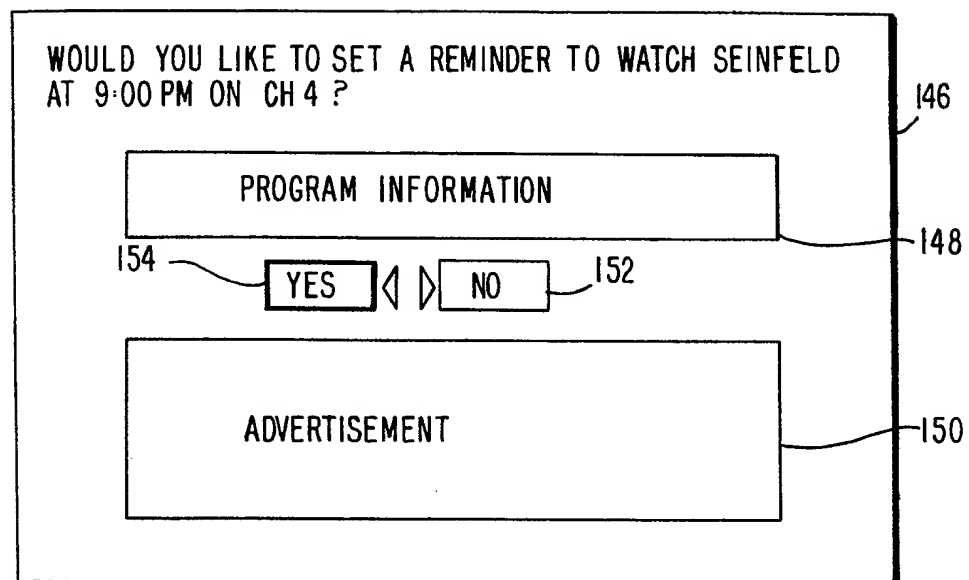 WOULD YOU LIKE TO SET A REMINDER TO WATCH SEINFELD
AT 9:00 PM ON CH 4 ?
146
PROGRAM INFORMATION
148
154
YES NO
152
ADVERTISEMENT
150